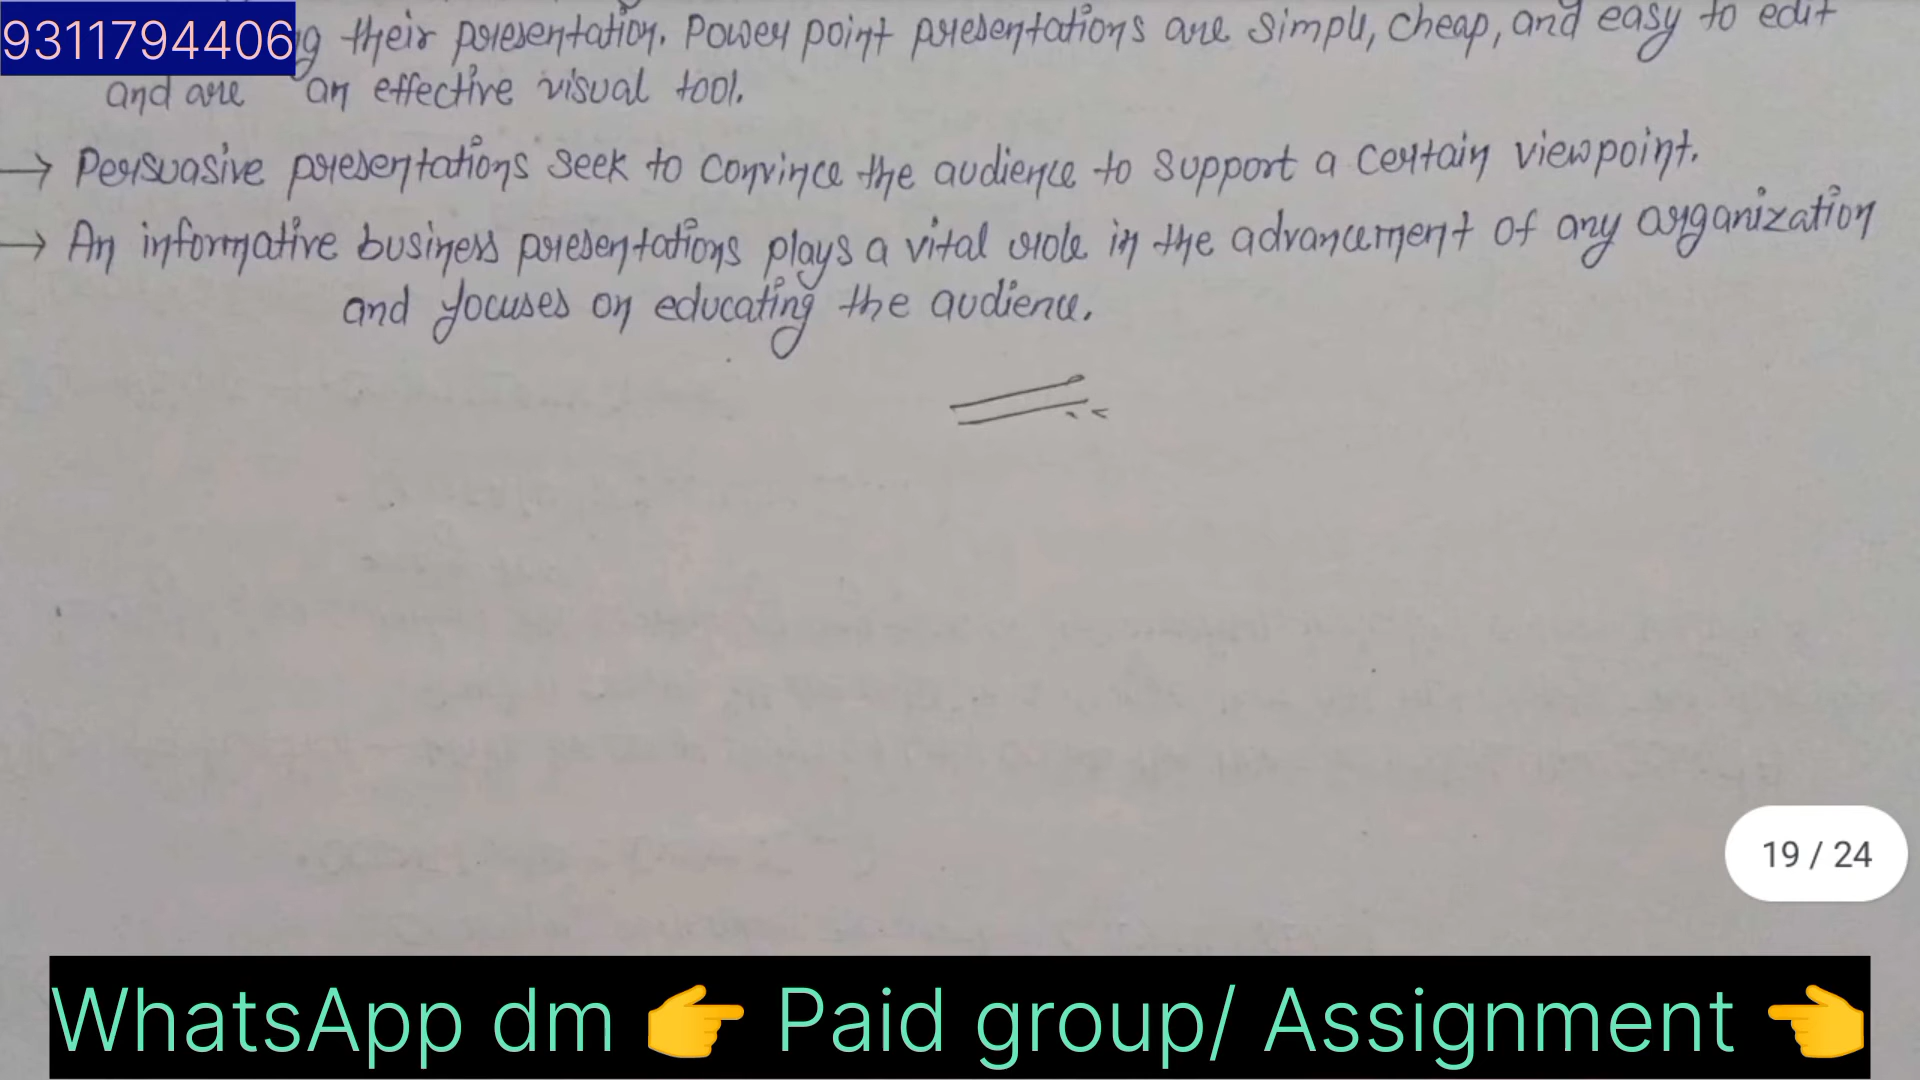 9311794406
their presentation. Power point presentations are simple, cheap, and easy to edit
and are an effective visual tool.
→ Persuasive presentations seek to convince the audience to support a certain viewpoint.
→ An informative business presentations plays a vital role in the advancement of any organization
and focuses on educating the audience.
19 / 24
WhatsApp dm 👉 Paid group/ Assignment 👈